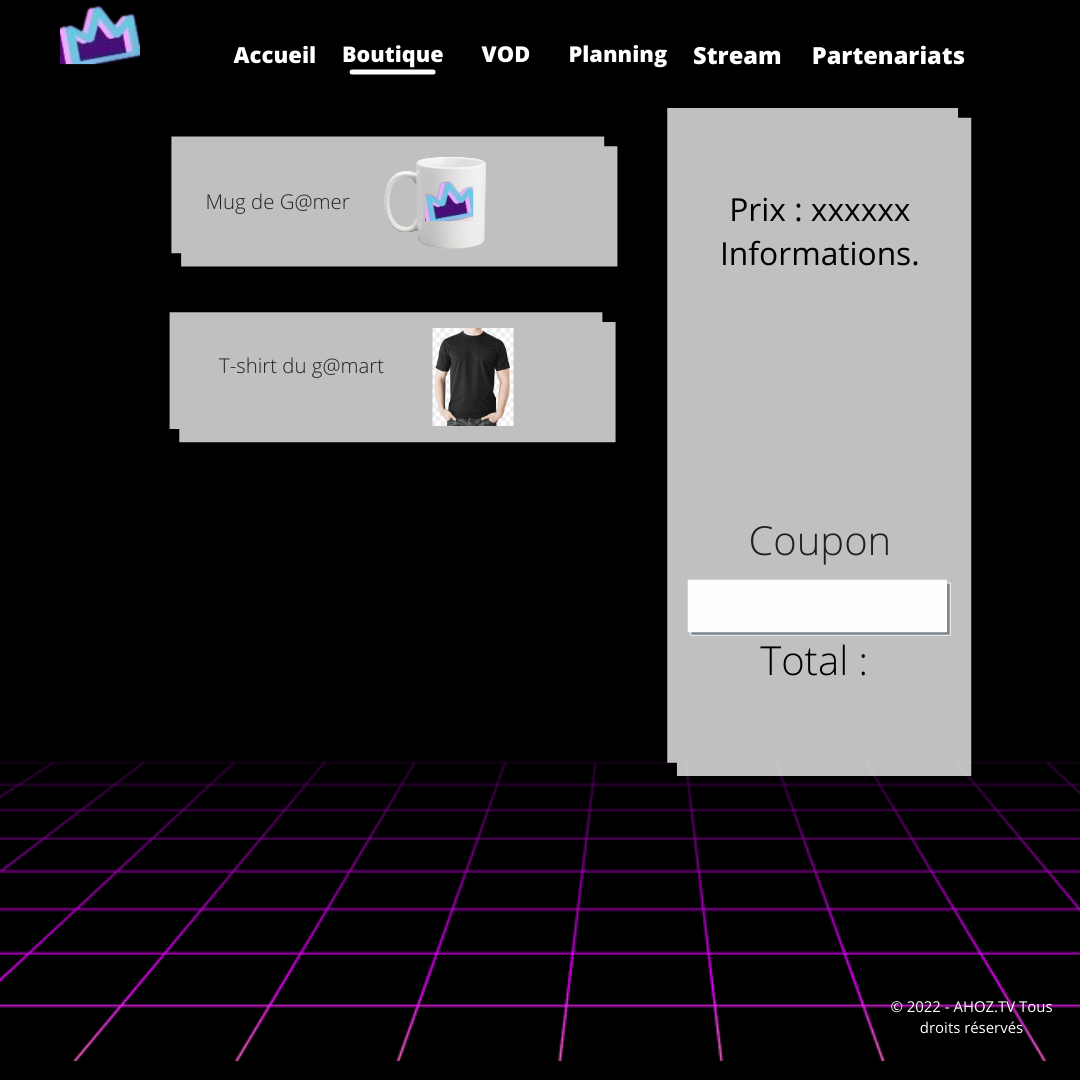 Accueil Boutique VOD Planning Stream Partenariats
Mug de G@mer
T-shirt du g@mart
Prix : xxxxxx
Informations.
Coupon
Total :
© 2022 - AHOZ.TV Tous
droits réservés